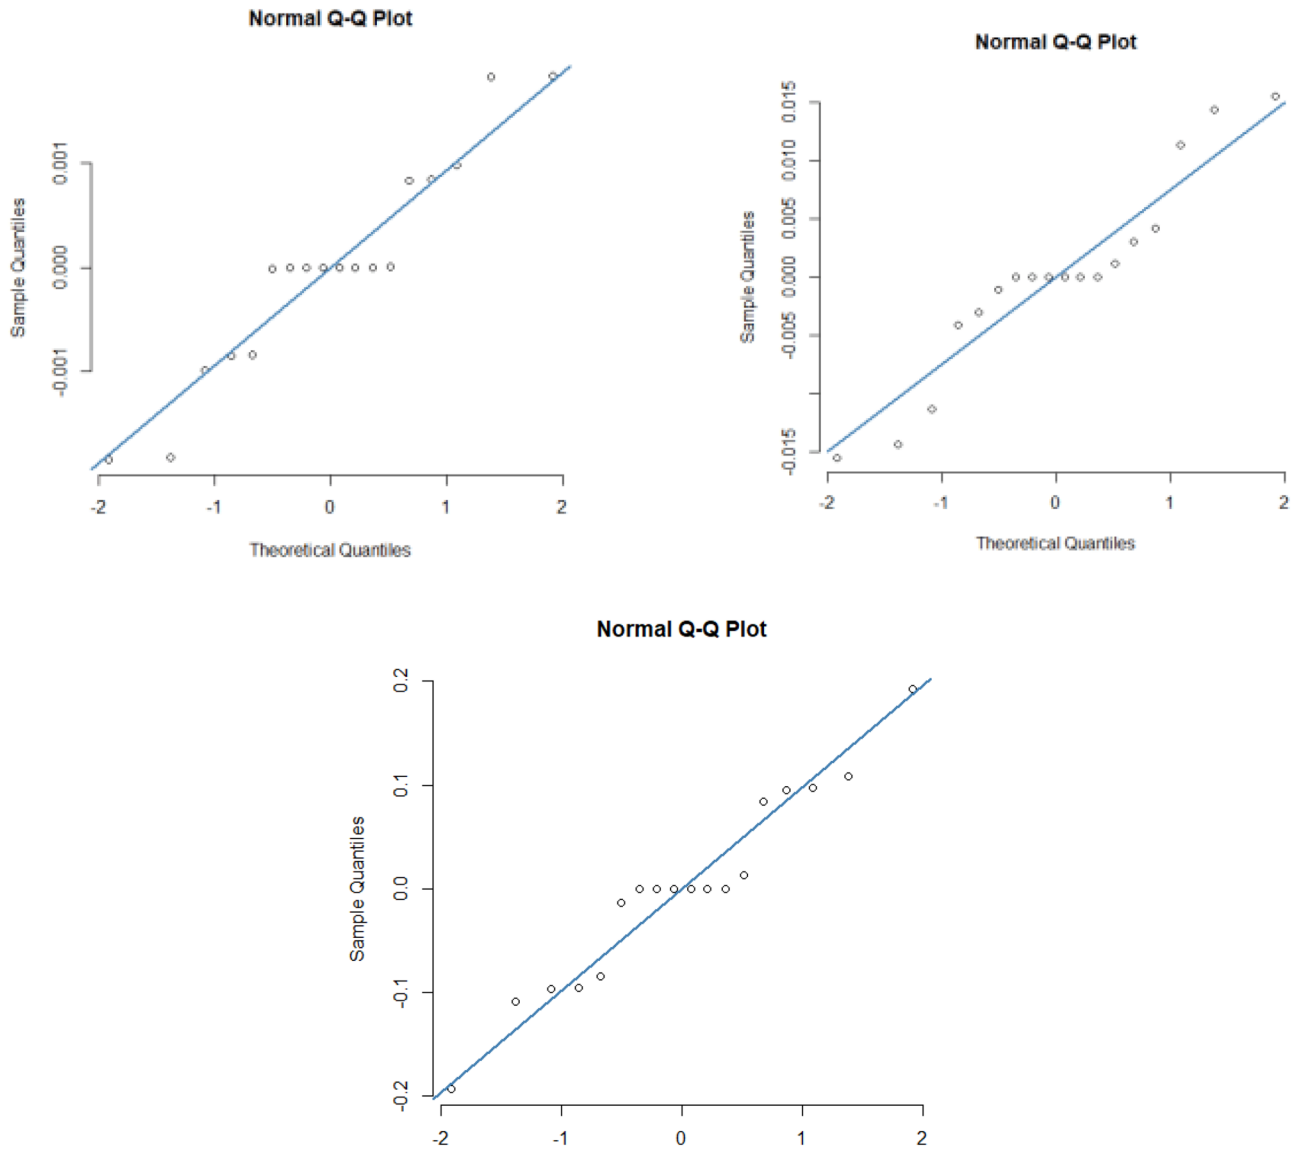 Normal Q-Q Plot
Sample Quantiles
0.001
0.000
-0.001
-2 -1 0 1 2
Theoretical Quantiles
Normal Q-Q Plot
Sample Quantiles
0.015
0.010
0.005
0.000
-0.005
-0.015
-2 -1 0 1 2
Theoretical Quantiles
Normal Q-Q Plot
Sample Quantiles
0.2
0.1
0.0
-0.1
-0.2
-2 -1 0 1 2